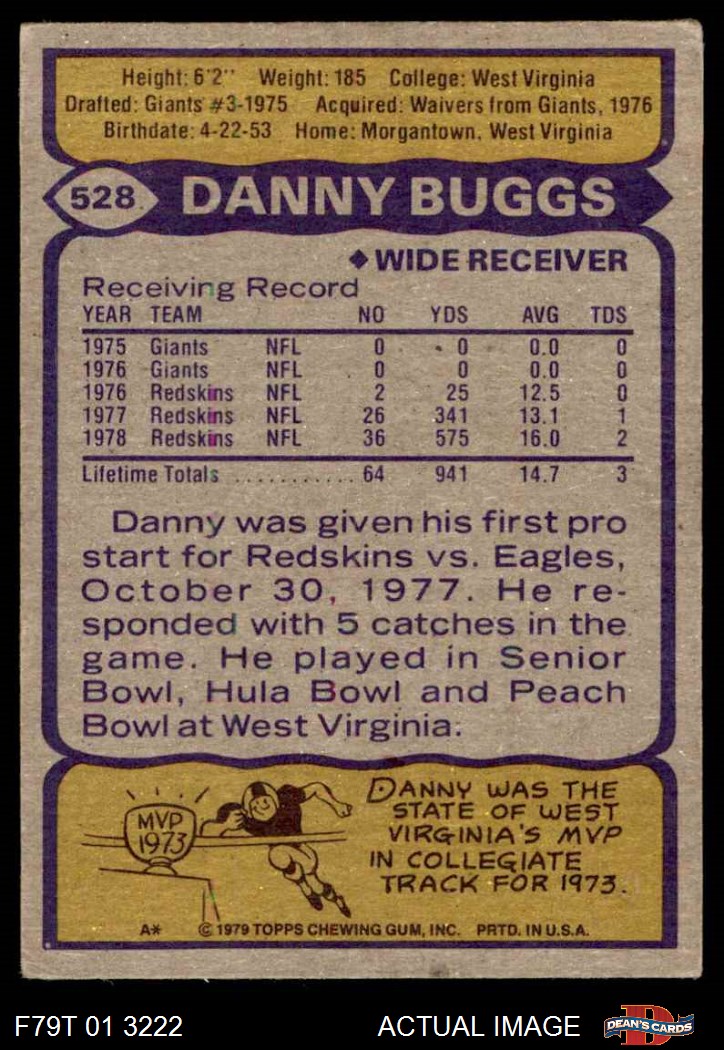 Height: 6'2" Weight: 185 College: West Virginia
Drafted: Giants #3-1975 Acquired: Waivers from Giants, 1976
Birthdate: 4-22-53 Home: Morgantown, West Virginia
528 DANNY BUGGS
◆ WIDE RECEIVER
Receiving Record
YEAR TEAM NO YDS AVG TDS
1975 Giants NFL 0 0 0.0 0
1976 Giants NFL 0 0 0.0 0
1976 Redskins NFL 2 25 12.5 0
1977 Redskins NFL 26 341 13.1 1
1978 Redskins NFL 36 575 16.0 2
Lifetime Totals ........... 64 941 14.7 3
Danny was given his first pro
start for Redskins vs. Eagles,
October 30, 1977. He re-
sponded with 5 catches in the
game. He played in Senior
Bowl, Hula Bowl and Peach
Bowl at West Virginia.
MVP
1973
DANNY WAS THE
STATE OF WEST
VIRGINIA'S MVP
IN COLLEGIATE
TRACK FOR 1973.
A* © 1979 TOPPS CHEWING GUM, INC. PRTD. IN U.S.A.
F79T 01 3222 ACTUAL IMAGE D DEAN'S CARDS